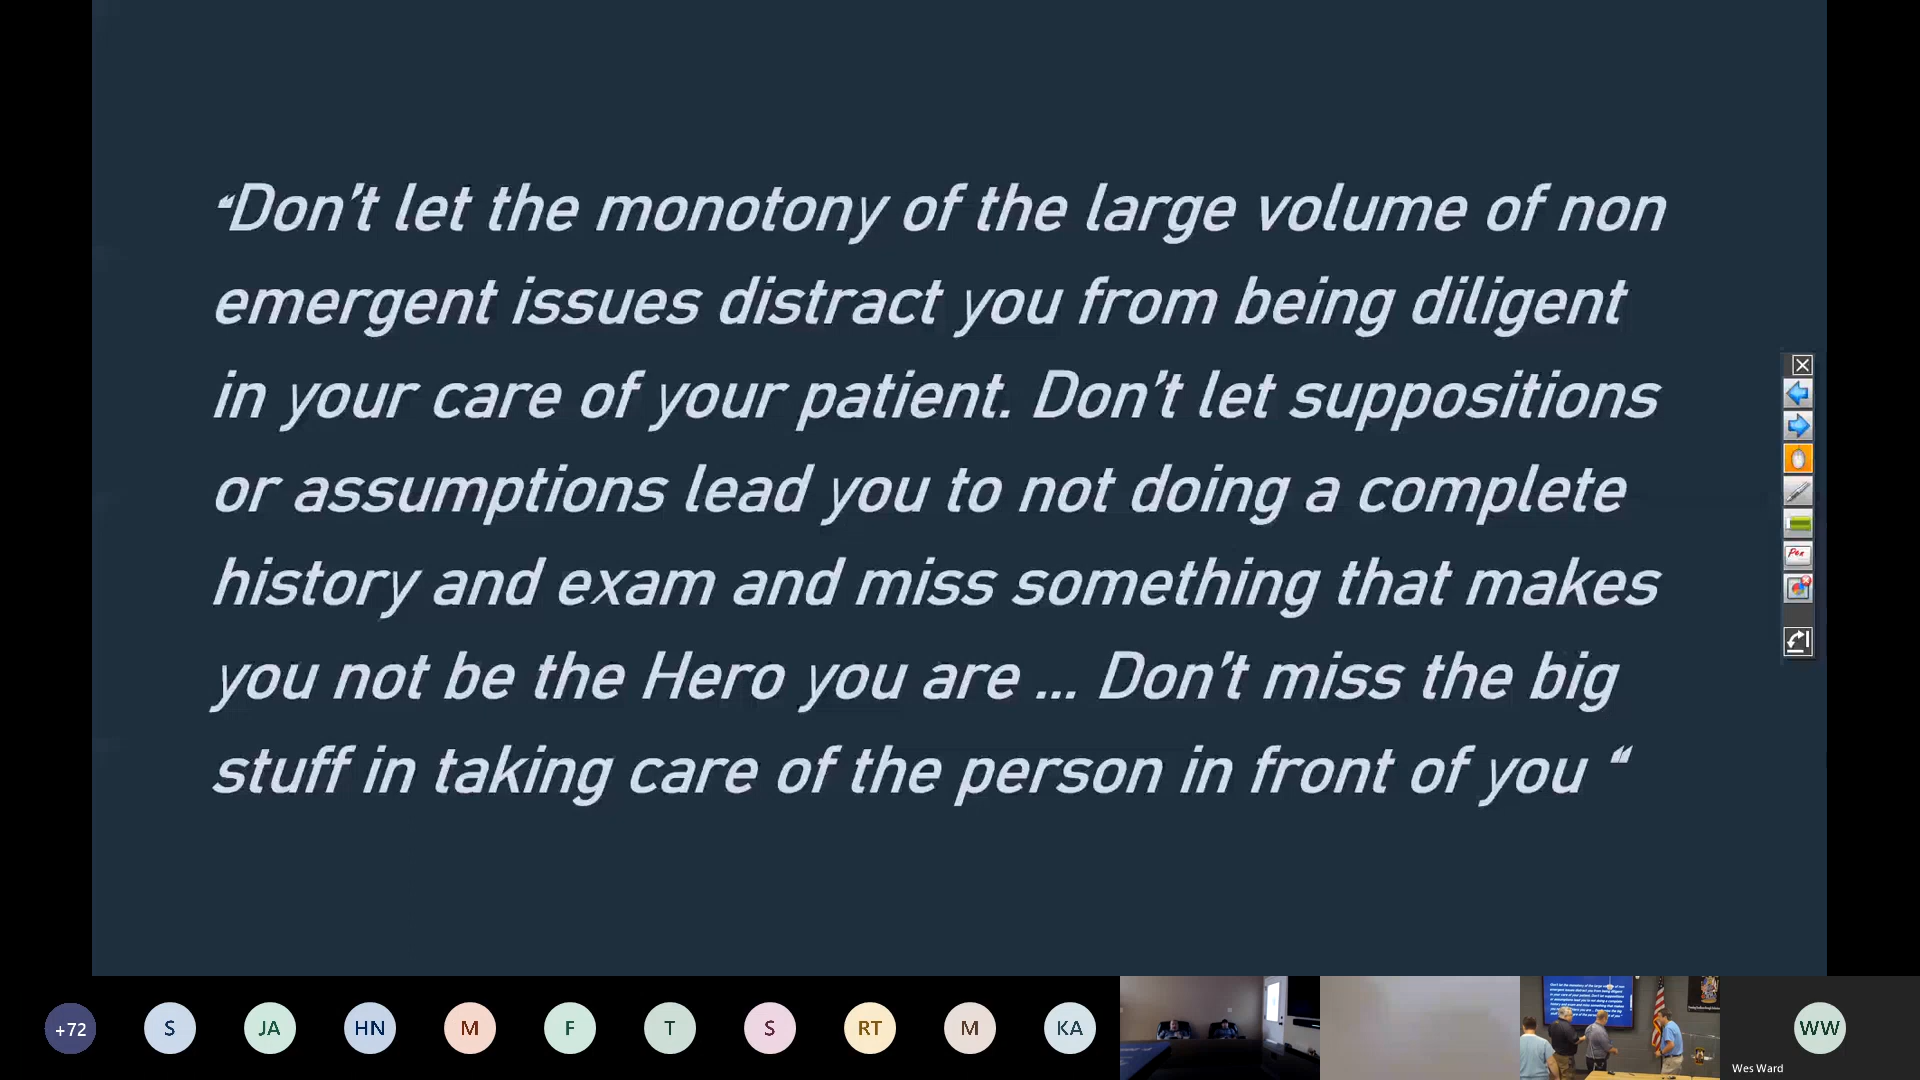 “Don’t let the monotony of the large volume of non
emergent issues distract you from being diligent
in your care of your patient. Don’t let suppositions
or assumptions lead you to not doing a complete
history and exam and miss something that makes
you not be the Hero you are ... Don’t miss the big
stuff in taking care of the person in front of you “
Pen
+72
S
JA
HN
M
F
T
S
RT
M
KA
WW
Wes Ward